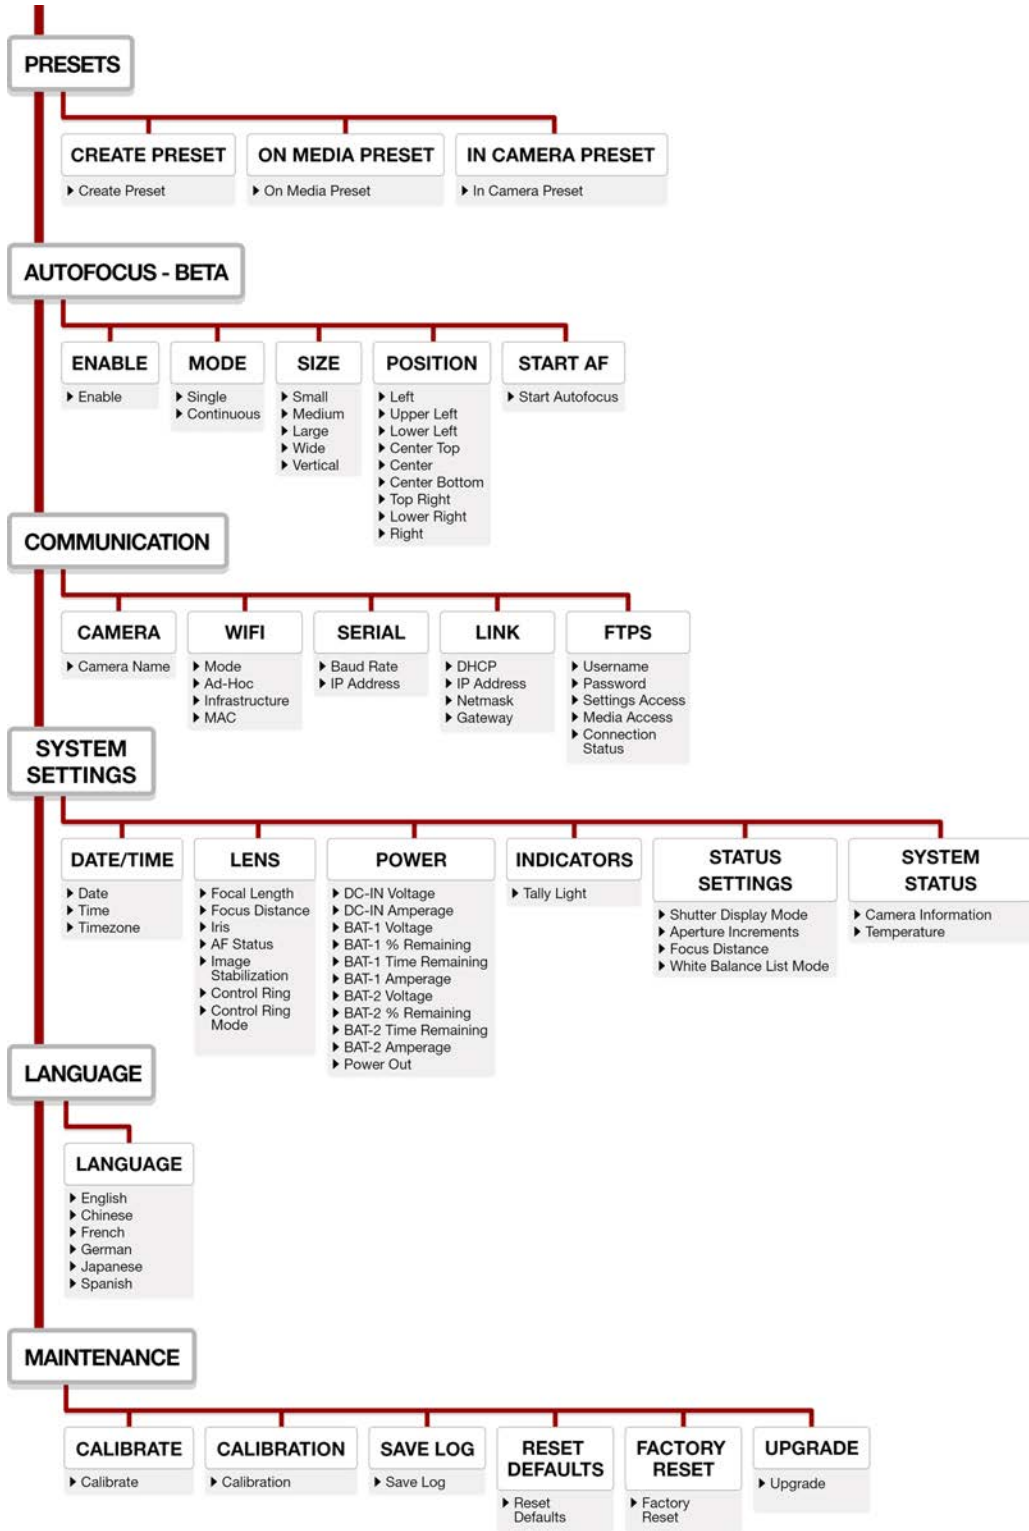 PRESETS
CREATE PRESET
Create Preset
ON MEDIA PRESET
On Media Preset
IN CAMERA PRESET
In Camera Preset
AUTOFOCUS - BETA
ENABLE
Enable
MODE
Single
Continuous
SIZE
Small
Medium
Large
Wide
Vertical
POSITION
Left
Upper Left
Lower Left
Center Top
Center
Center Bottom
Top Right
Lower Right
Right
START AF
Start Autofocus
COMMUNICATION
CAMERA
Camera Name
WIFI
Mode
Ad-Hoc
Infrastructure
MAC
SERIAL
Baud Rate
IP Address
LINK
DHCP
IP Address
Netmask
Gateway
FTPS
Username
Password
Settings Access
Media Access
Connection
Status
SYSTEM
SETTINGS
DATE/TIME
Date
Time
Timezone
LENS
Focal Length
Focus Distance
Iris
AF Status
Image
Stabilization
Control Ring
Control Ring
Mode
POWER
DC-IN Voltage
DC-IN Amperage
BAT-1 Voltage
BAT-1 % Remaining
BAT-1 Time Remaining
BAT-1 Amperage
BAT-2 Voltage
BAT-2 % Remaining
BAT-2 Time Remaining
BAT-2 Amperage
Power Out
INDICATORS
Tally Light
STATUS
SETTINGS
Shutter Display Mode
Aperture Increments
Focus Distance
White Balance List Mode
SYSTEM
STATUS
Camera Information
Temperature
LANGUAGE
LANGUAGE
English
Chinese
French
German
Japanese
Spanish
MAINTENANCE
CALIBRATE
Calibrate
CALIBRATION
Calibration
SAVE LOG
Save Log
RESET
DEFAULTS
Reset
Defaults
FACTORY
RESET
Factory
Reset
UPGRADE
Upgrade